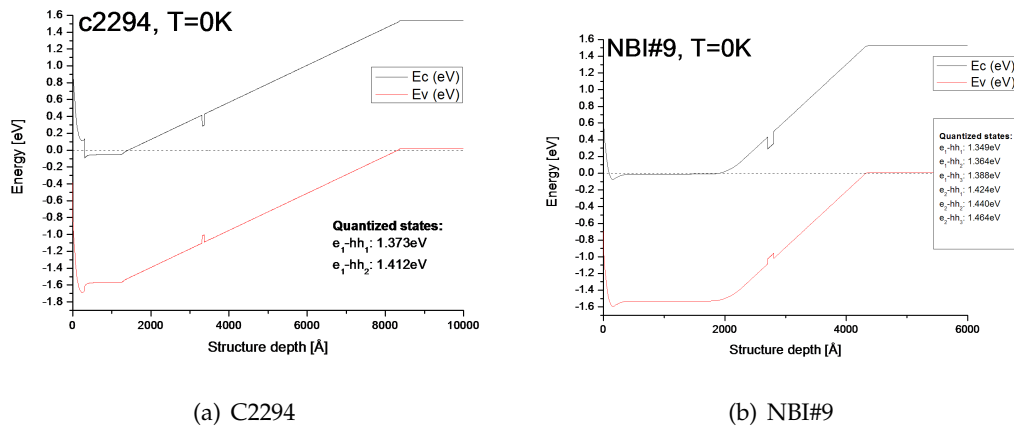 c2294, T=0K
1.6
1.4
1.2
1.0
0.8
0.6
0.4
0.2
0.0
-0.2
-0.4
-0.6
-0.8
-1.0
-1.2
-1.4
-1.6
-1.8
Energy [eV]
Ec (eV)
Ev (eV)
Quantized states:
e1-hh1: 1.373eV
e1-hh2: 1.412eV
0 2000 4000 6000 8000 10000
Structure depth [Å]
(a) C2294
NBI#9, T=0K
1.6
1.4
1.2
1.0
0.8
0.6
0.4
0.2
0.0
-0.2
-0.4
-0.6
-0.8
-1.0
-1.2
-1.4
-1.6
Energy [eV]
Ec (eV)
Ev (eV)
Quantized states:
e1-hh1: 1.349eV
e1-hh2: 1.364eV
e1-hh3: 1.388eV
e2-hh1: 1.424eV
e2-hh2: 1.440eV
e2-hh3: 1.464eV
0 2000 4000 6000
Structure depth [Å]
(b) NBI#9